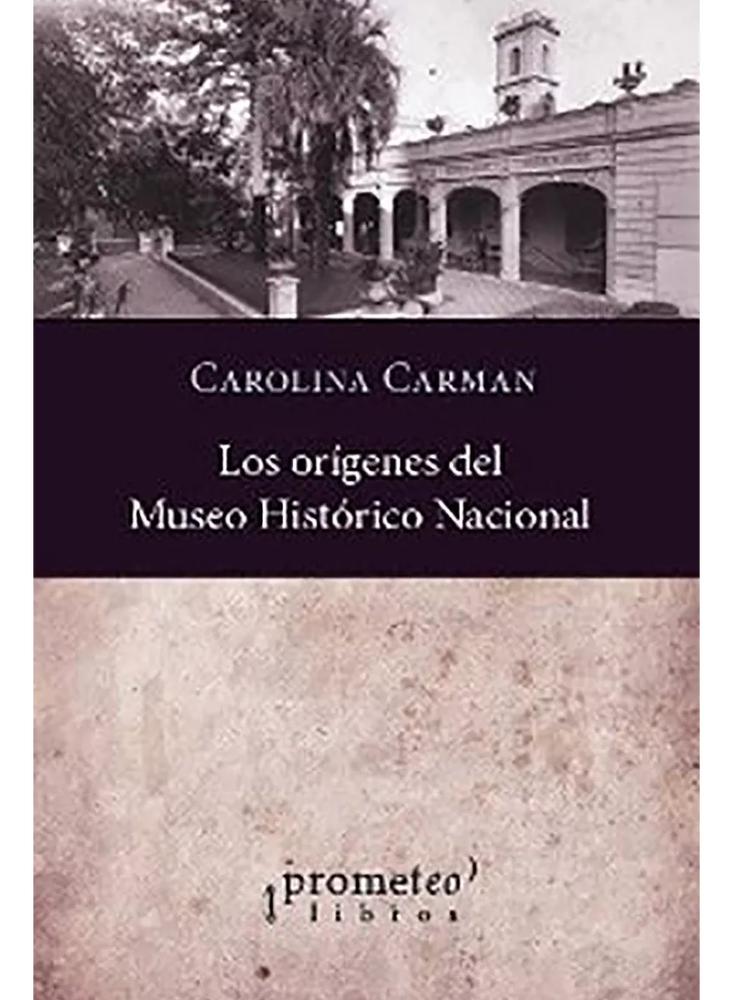 CAROLINA CARMAN
Los orígenes del
Museo Histórico Nacional
prometeo
libros